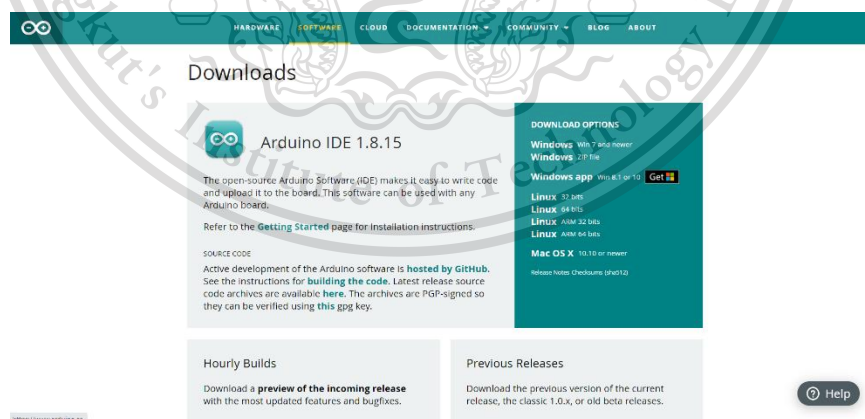 HARDWARE SOFTWARE CLOUD DOCUMENTATION COMMUNITY BLOG ABOUT
Downloads
Arduino IDE 1.8.15
The open-source Arduino Software (IDE) makes it easy to write code
and upload it to the board. This software can be used with any
Arduino board.
Refer to the Getting Started page for Installation instructions.
SOURCE CODE
Active development of the Arduino software is hosted by GitHub.
See the instructions for building the code. Latest release source
code archives are available here. The archives are PGP-signed so
they can be verified using this gpg key.
DOWNLOAD OPTIONS
Windows Win 7 and newer
Windows ZIP file
Windows app Win 8.1 or 10 Get
Linux 32 bits
Linux 64 bits
Linux ARM 32 bits
Linux ARM 64 bits
Mac OS X 10.10 or newer
Release Notes Checksums (sha512)
Hourly Builds
Download a preview of the incoming release
with the most updated features and bugfixes.
Previous Releases
Download the previous version of the current
release, the classic 1.0.x, or old beta releases.
Help
kut's Institute of Technology